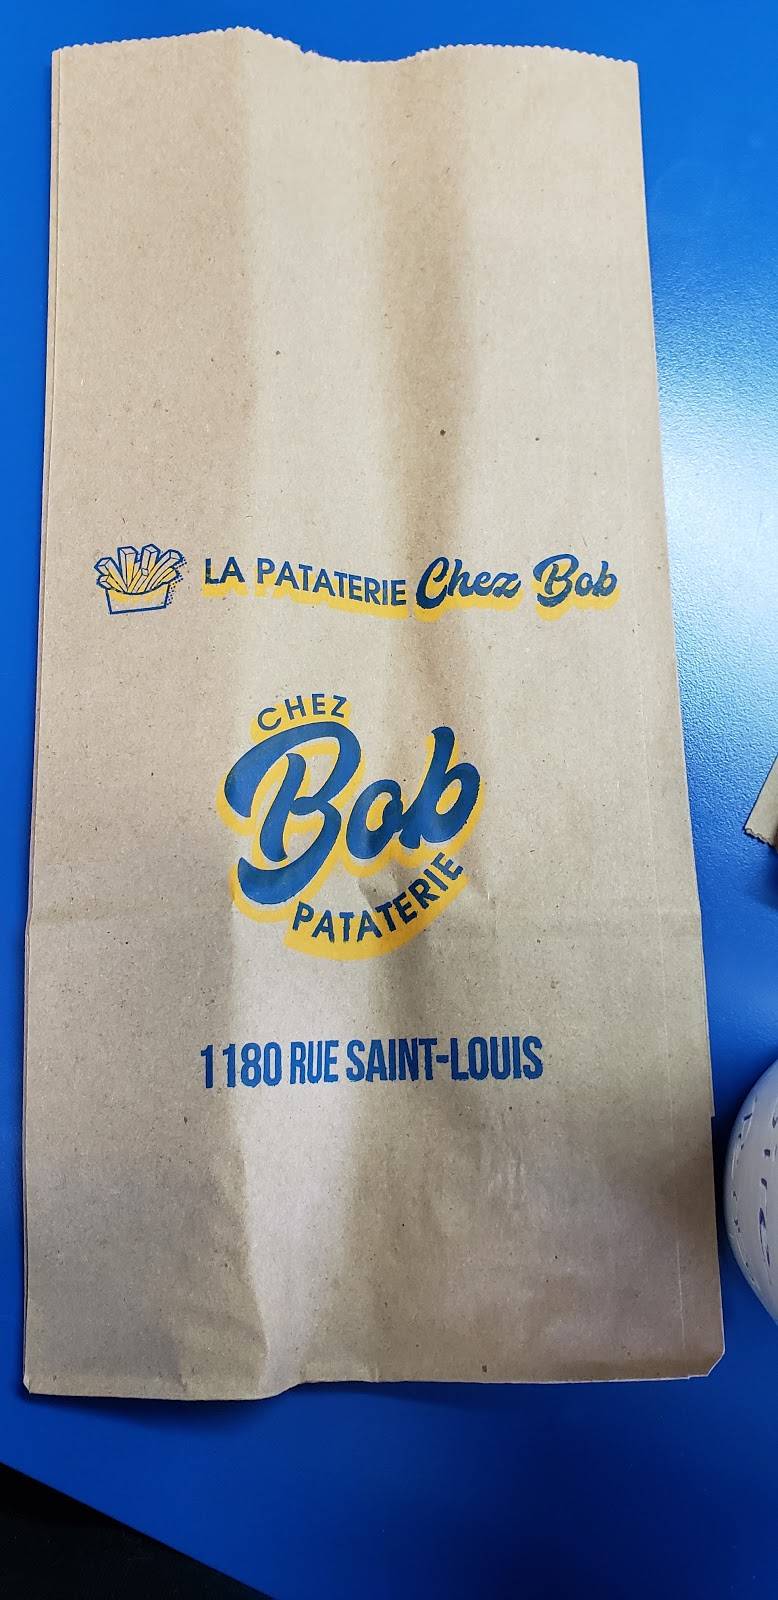 LA PATATERIE Chez Bob
CHEZ
Bob
PATATERIE
1180 RUE SAINT-LOUIS